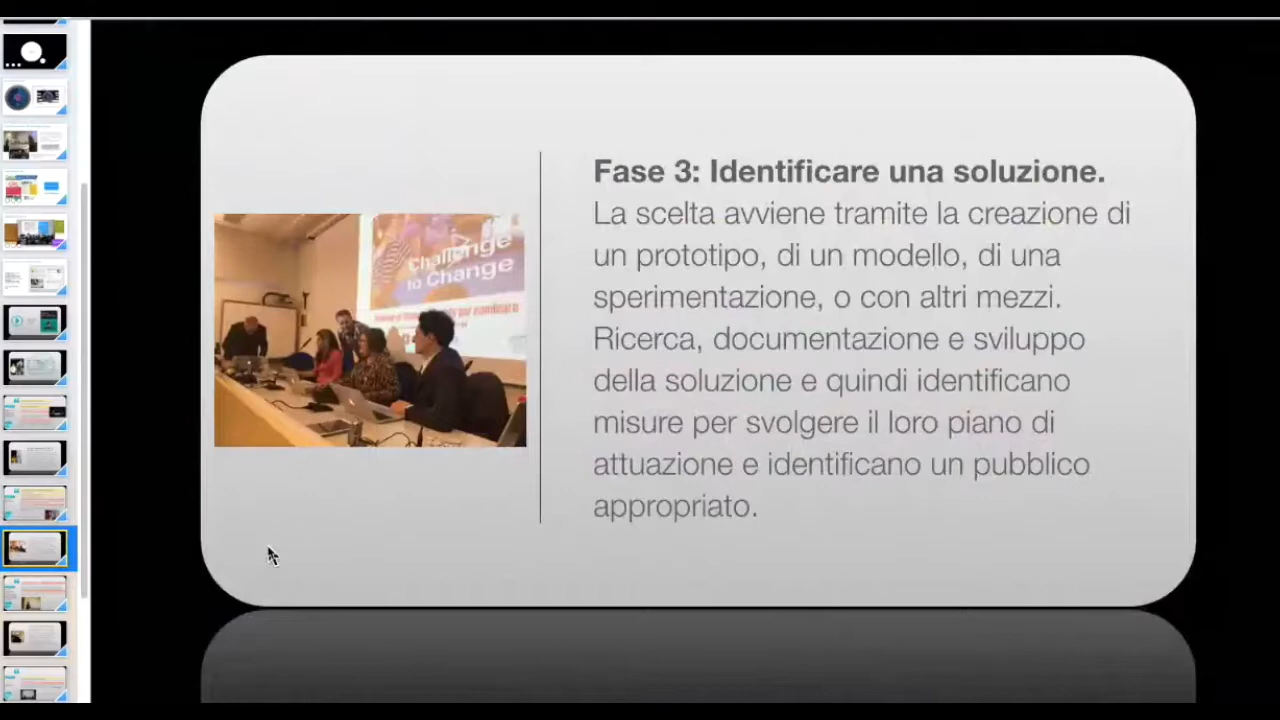 Fase 3: Identificare una soluzione.
La scelta avviene tramite la creazione di
un prototipo, di un modello, di una
sperimentazione, o con altri mezzi.
Ricerca, documentazione e sviluppo
della soluzione e quindi identificano
misure per svolgere il loro piano di
attuazione e identificano un pubblico
appropriato.
Challenge
to Change